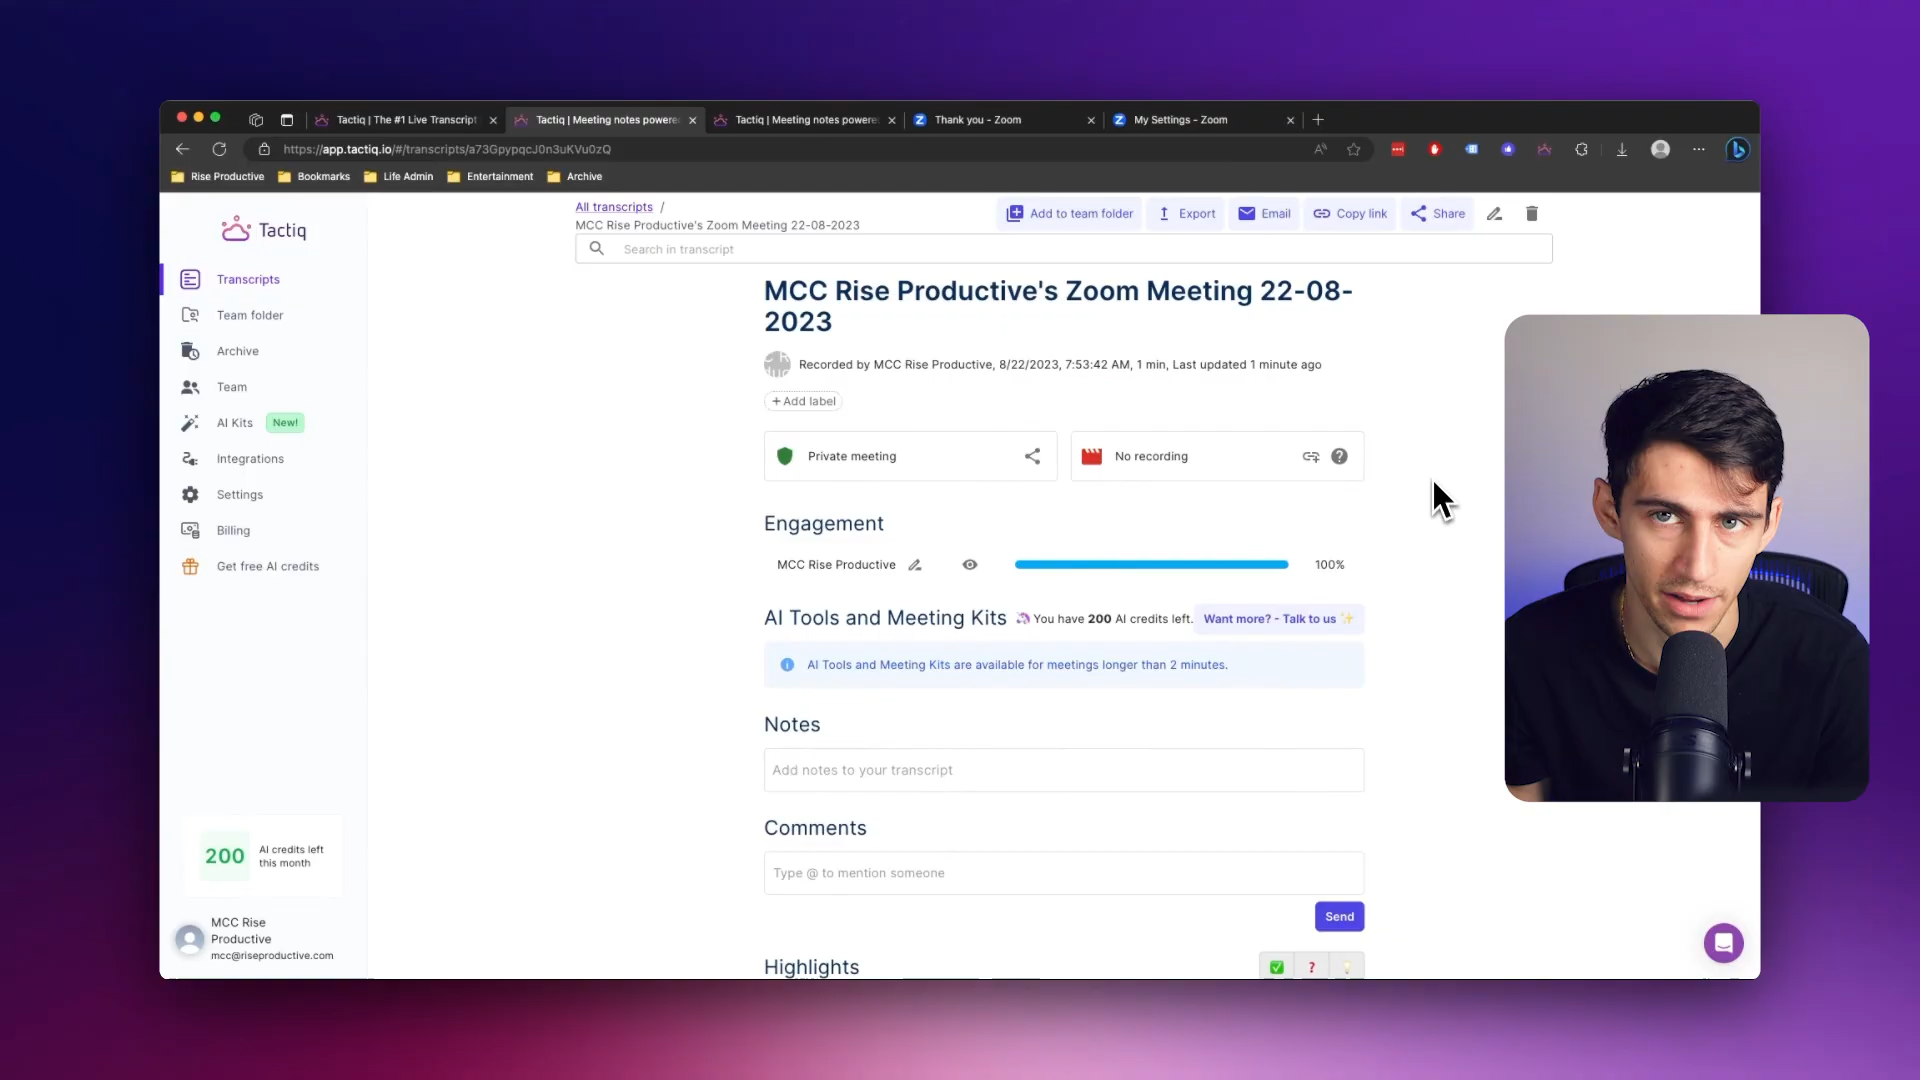 Tactiq | The #1 Live Transcript
Tactiq | Meeting notes powere
Tactiq | Meeting notes powere
Thank you - Zoom
My Settings - Zoom
https://app.tactiq.io/#/transcripts/a73GpypqcJ0n3uKVu0zQ
Rise Productive
Bookmarks
Life Admin
Entertainment
Archive
Tactiq
Transcripts
Team folder
Archive
Team
AI Kits New!
Integrations
Settings
Billing
Get free AI credits
200 AI credits left
this month
MCC Rise
Productive
mcc@riseproductive.com
All transcripts /
MCC Rise Productive's Zoom Meeting 22-08-2023
Add to team folder
Export
Email
Copy link
Share
Search in transcript
MCC Rise Productive's Zoom Meeting 22-08-
2023
Recorded by MCC Rise Productive, 8/22/2023, 7:53:42 AM, 1 min, Last updated 1 minute ago
+ Add label
Private meeting
No recording
Engagement
MCC Rise Productive 100%
AI Tools and Meeting Kits You have 200 AI credits left. Want more? - Talk to us
AI Tools and Meeting Kits are available for meetings longer than 2 minutes.
Notes
Add notes to your transcript
Comments
Type @ to mention someone
Send
Highlights